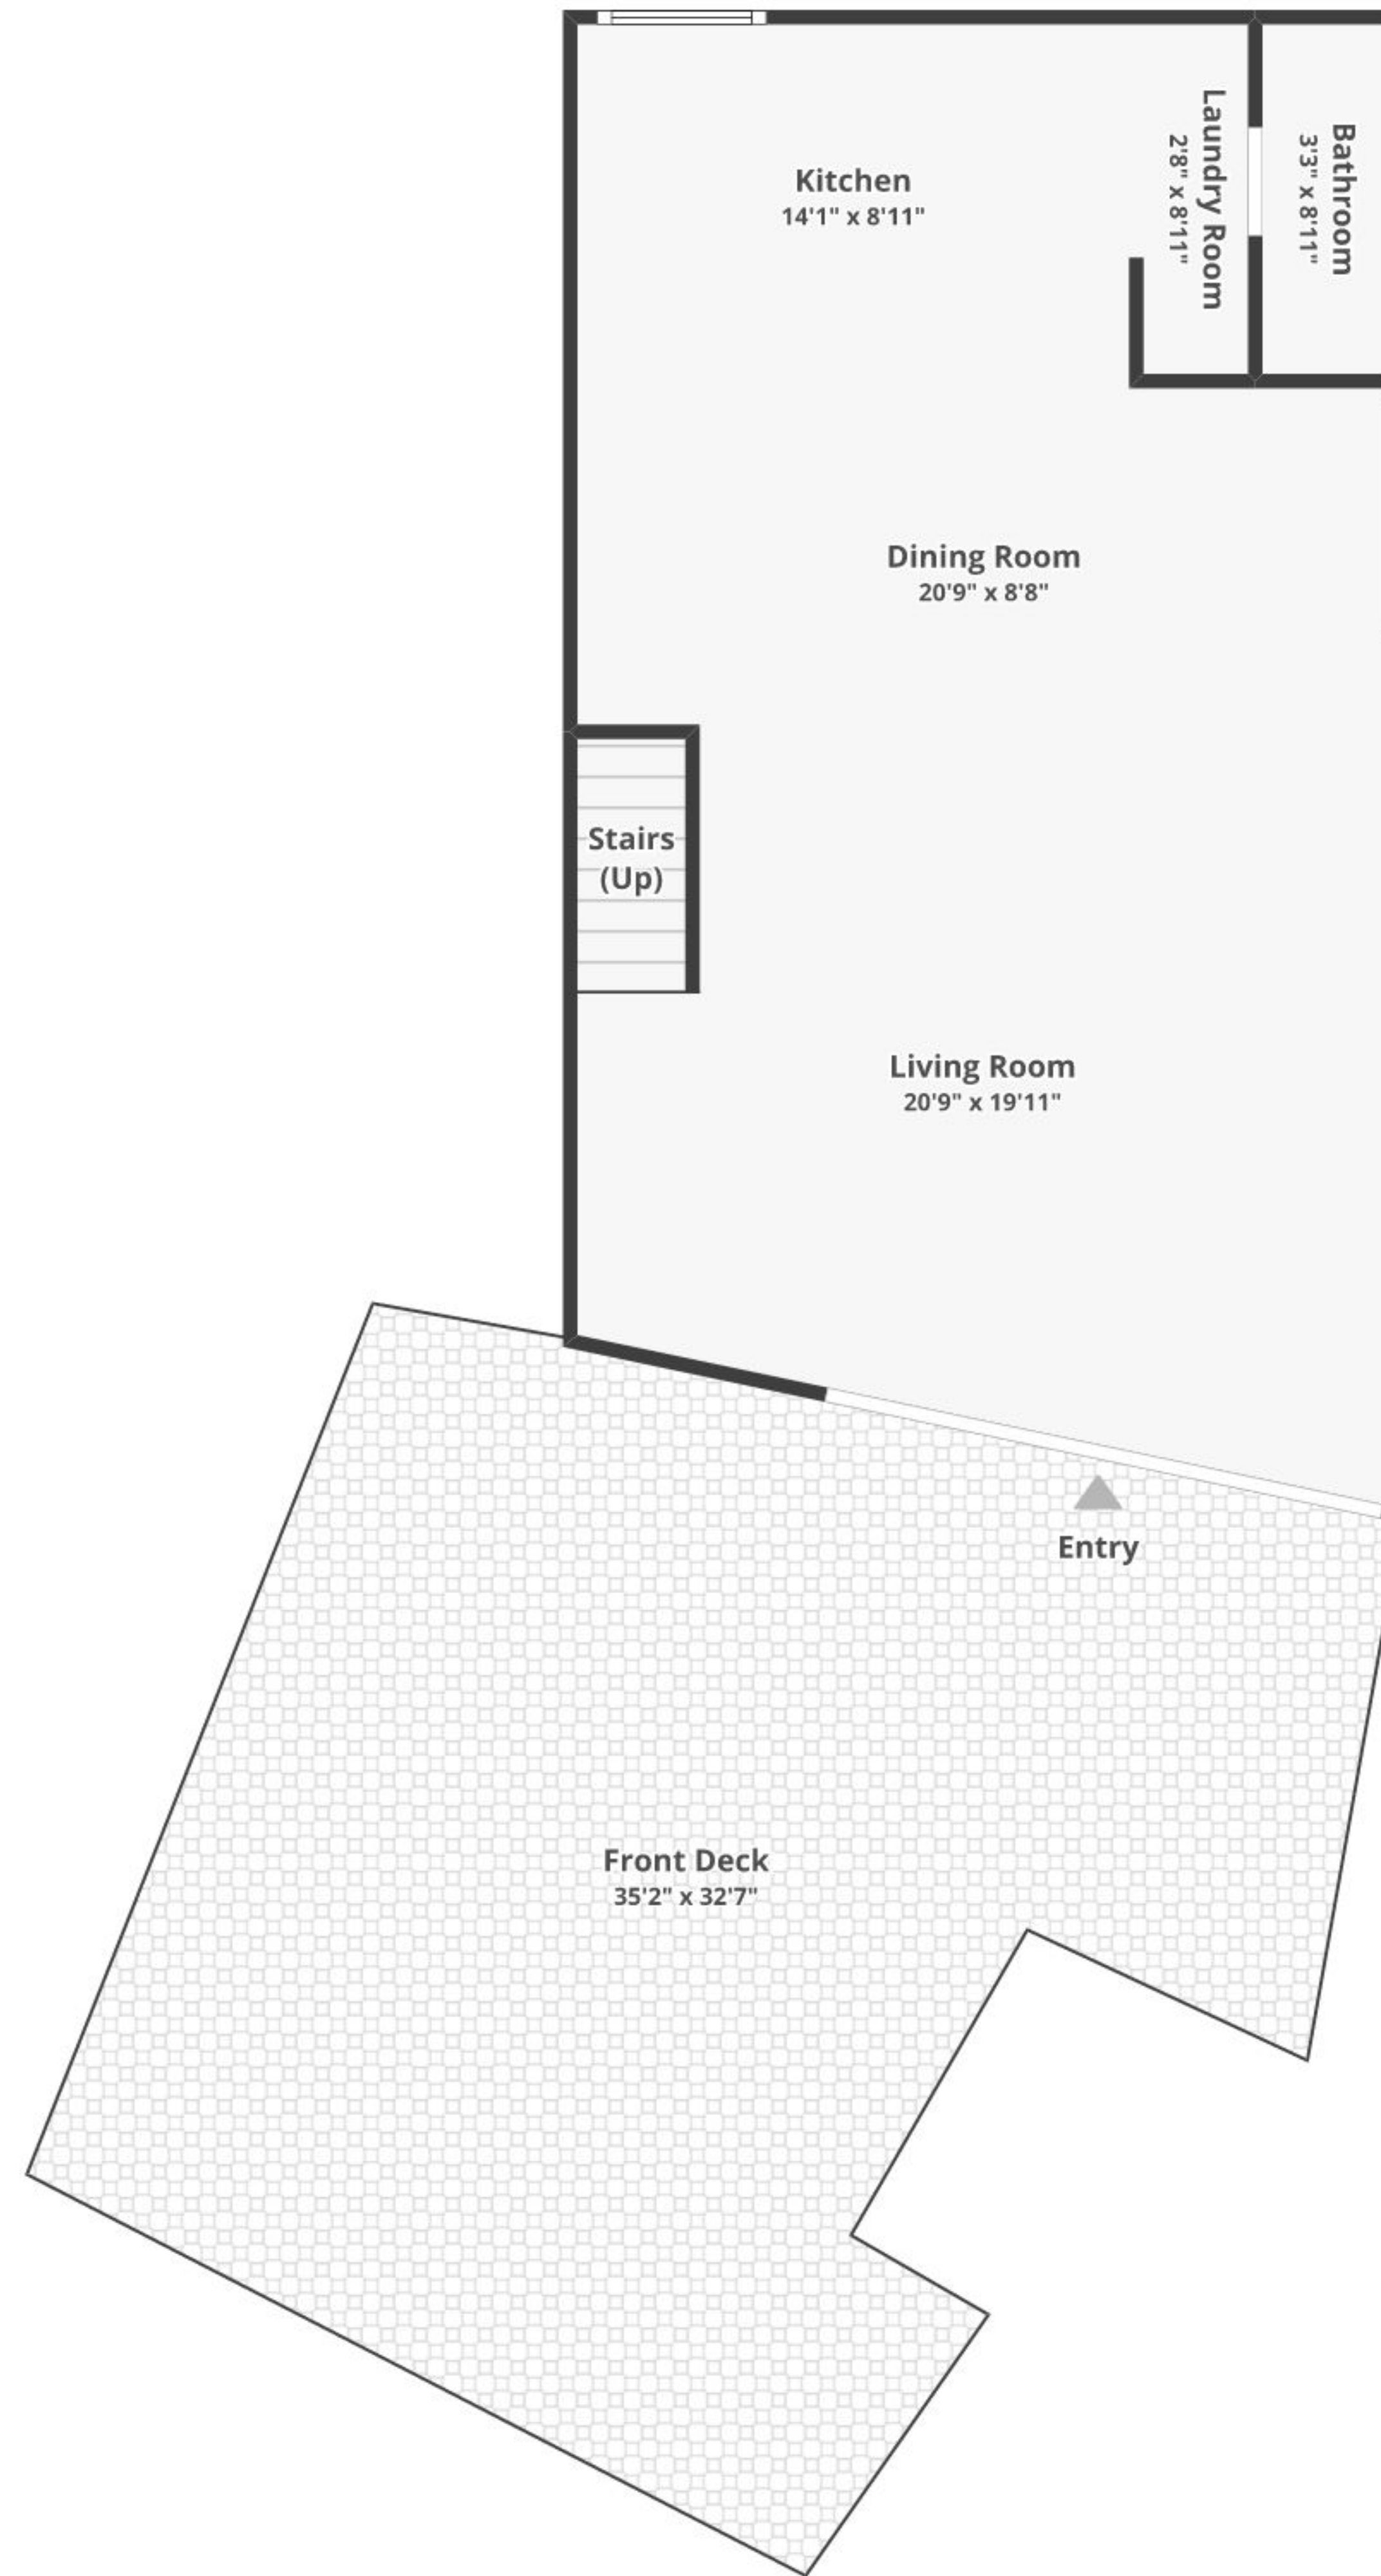 Kitchen
14'1" x 8'11"
Laundry Room
2'8" x 8'11"
Bathroom
3'3" x 8'11"
Dining Room
20'9" x 8'8"
Stairs
(Up)
Living Room
20'9" x 19'11"
Entry
Front Deck
35'2" x 32'7"